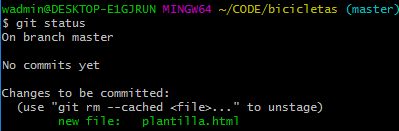 wadmin@DESKTOP-E1GJRUN MINGW64 ~/CODE/bicicletas (master)
$ git status
On branch master

No commits yet

Changes to be committed:
  (use "git rm --cached <file>..." to unstage)
        new file:   plantilla.html